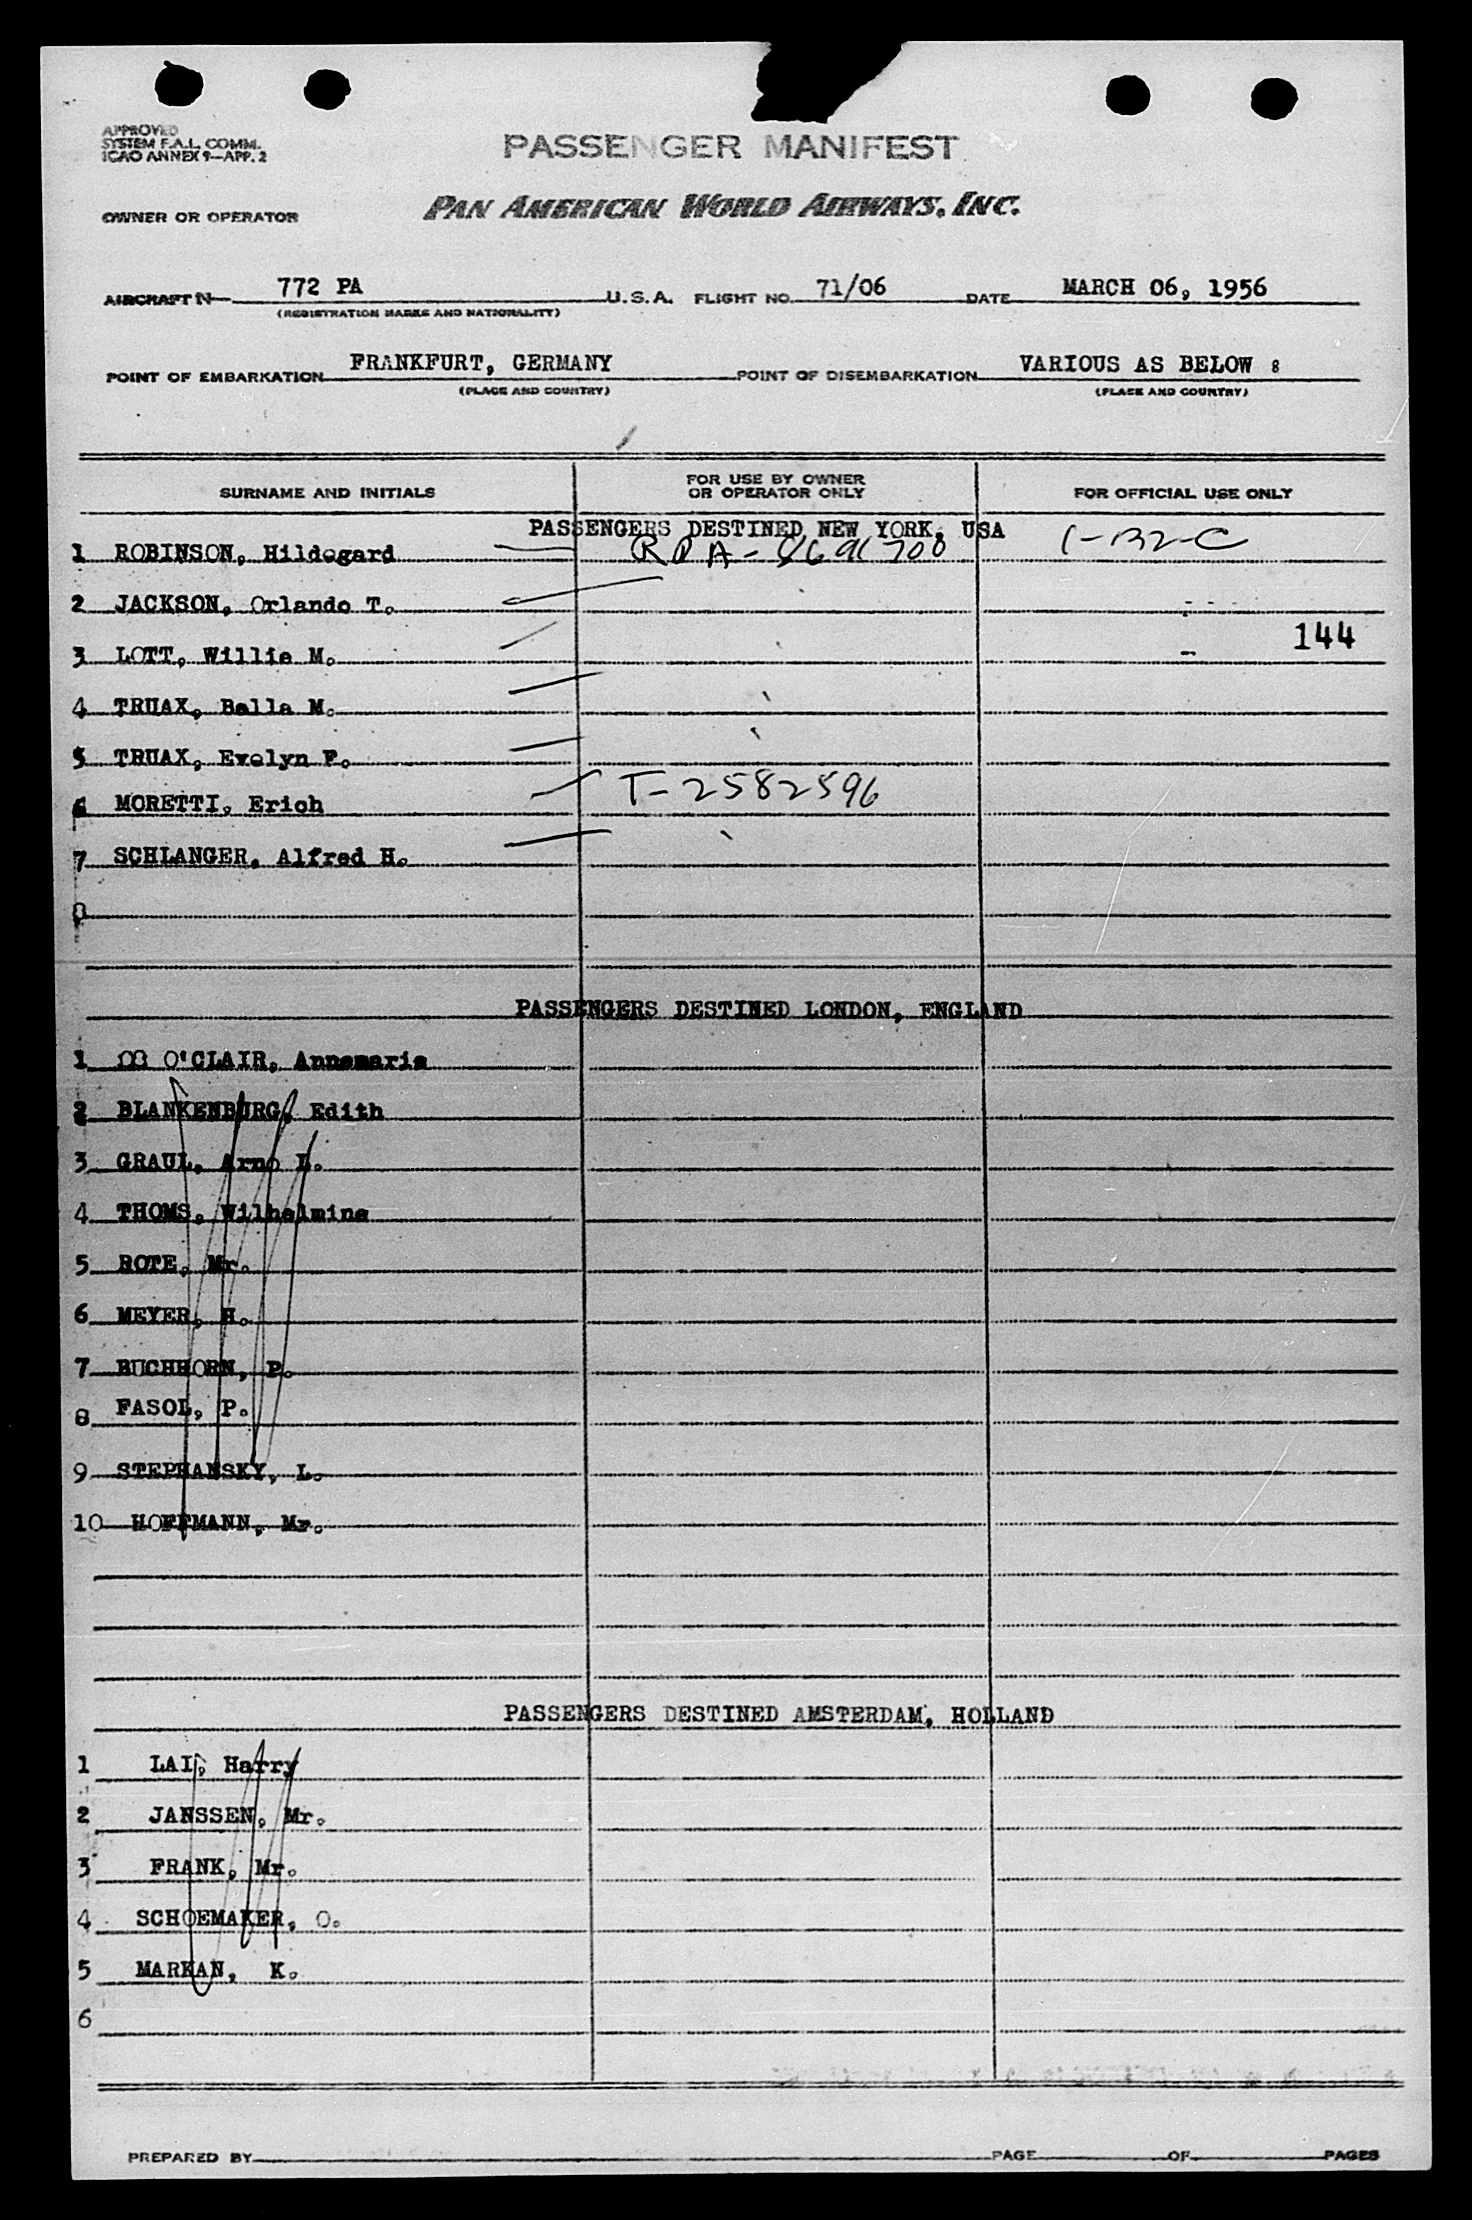 APPROVED
SYSTEM F.A.L. COMM.
ICAO ANNEX 9—APP. 2
PASSENGER MANIFEST
OWNER OR OPERATOR PAN AMERICAN WORLD AIRWAYS, INC.
AIRCRAFT N 772 PA U.S.A. FLIGHT NO. 71/06 DATE MARCH 06, 1956
(REGISTRATION MARKS AND NATIONALITY)
POINT OF EMBARKATION FRANKFURT, GERMANY POINT OF DISEMBARKATION VARIOUS AS BELOW :
(PLACE AND COUNTRY) (PLACE AND COUNTRY)
SURNAME AND INITIALS FOR USE BY OWNER OR OPERATOR ONLY FOR OFFICIAL USE ONLY
PASSENGERS DESTINED NEW YORK, USA
1 ROBINSON, Hildegard 1-B2-C
2 JACKSON, Orlando T.
144
3 LOTT, Willie M.
4 TRUAX, Bella M.
5 TRUAX, Evelyn F.
6 MORETTI, Erich T-2582596
7 SCHLANGER, Alfred H.
8
PASSENGERS DESTINED LONDON, ENGLAND
1 O'CLAIR, Annemarie
2 BLANKENBURG, Edith
3 GRAUL, Arno L.
4 THOMS, Wilhelmine
5 ROTE, Mr.
6 MEYER, H.
7 BUCHHORN, P.
8 FASOL, P.
9 STEPHANSKY, L.
10 HOFFMANN, Mr.
PASSENGERS DESTINED AMSTERDAM, HOLLAND
1 LAI, Harry
2 JANSSEN, Mr.
3 FRANK, Mr.
4 SCHOEMAKER, O.
5 MARKAN, K.
6
PREPARED BY PAGE OF PAGES